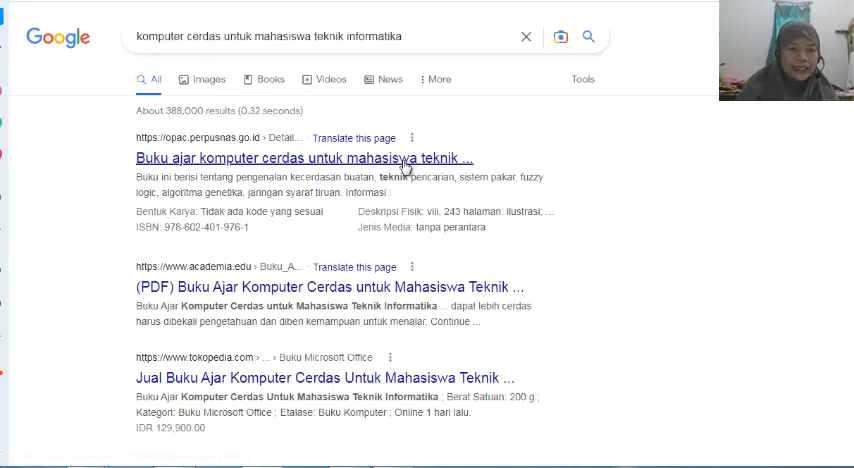 Google
komputer cerdas untuk mahasiswa teknik informatika
All
Images
Books
Videos
News
More
Tools
About 388,000 results (0.32 seconds)
https://opac.perpusnas.go.id › Detail... · Translate this page
Buku ajar komputer cerdas untuk mahasiswa teknik ...
Buku ini berisi tentang pengenalan kecerdasan buatan, teknik pencarian, sistem pakar, fuzzy
logic, algoritma genetika, jaringan syaraf tiruan. Informasi :
Bentuk Karya: Tidak ada kode yang sesuai
Deskripsi Fisik: viii, 243 halaman: ilustrasi; ...
ISBN: 978-602-401-976-1
Jenis Media: tanpa perantara
https://www.academia.edu › Buku_A... · Translate this page
(PDF) Buku Ajar Komputer Cerdas untuk Mahasiswa Teknik ...
Buku Ajar Komputer Cerdas untuk Mahasiswa Teknik Informatika ... dapat lebih cerdas
harus dibekali pengetahuan dan diberi kemampuan untuk menalar. Continue ...
https://www.tokopedia.com › ... › Buku Microsoft Office
Jual Buku Ajar Komputer Cerdas Untuk Mahasiswa Teknik ...
Buku Ajar Komputer Cerdas Untuk Mahasiswa Teknik Informatika ; Berat Satuan: 200 g ;
Kategori: Buku Microsoft Office ; Etalase: Buku Komputer ; Online 1 hari lalu.
IDR 129,900.00